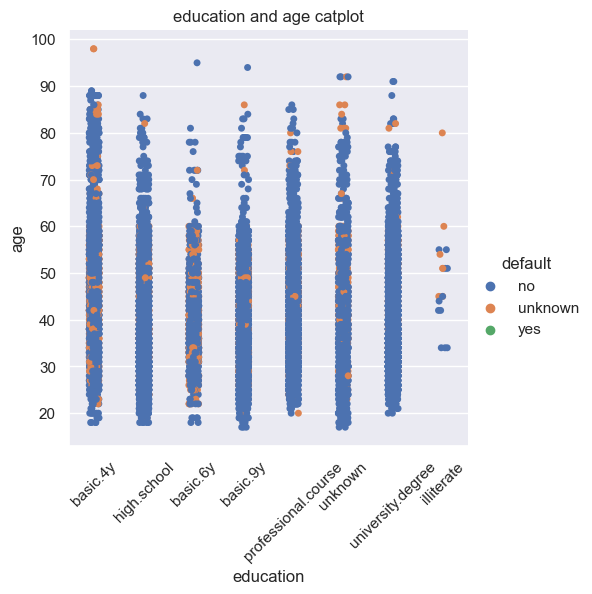 education and age catplot
100
90
80
70
60
50
40
30
20
age
basic.4y
high.school
basic.6y
basic.9y
professional.course
unknown
university.degree
illiterate
education
default
no
unknown
yes